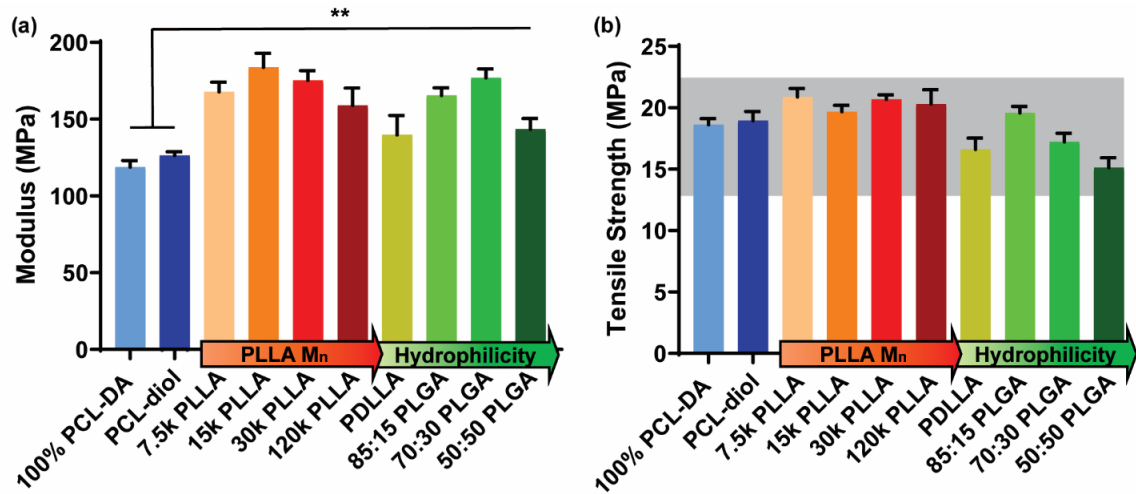 (a)
**
Modulus (MPa)
200
150
100
50
0
PLLA Mn
Hydrophilicity
100% PCL-DA
PCL-diol
7.5k PLLA
15k PLLA
30k PLLA
120k PLLA
PDLLA
85:15 PLGA
70:30 PLGA
50:50 PLGA
(b)
Tensile Strength (MPa)
25
20
15
10
5
0
PLLA Mn
Hydrophilicity
100% PCL-DA
PCL-diol
7.5k PLLA
15k PLLA
30k PLLA
120k PLLA
PDLLA
85:15 PLGA
70:30 PLGA
50:50 PLGA